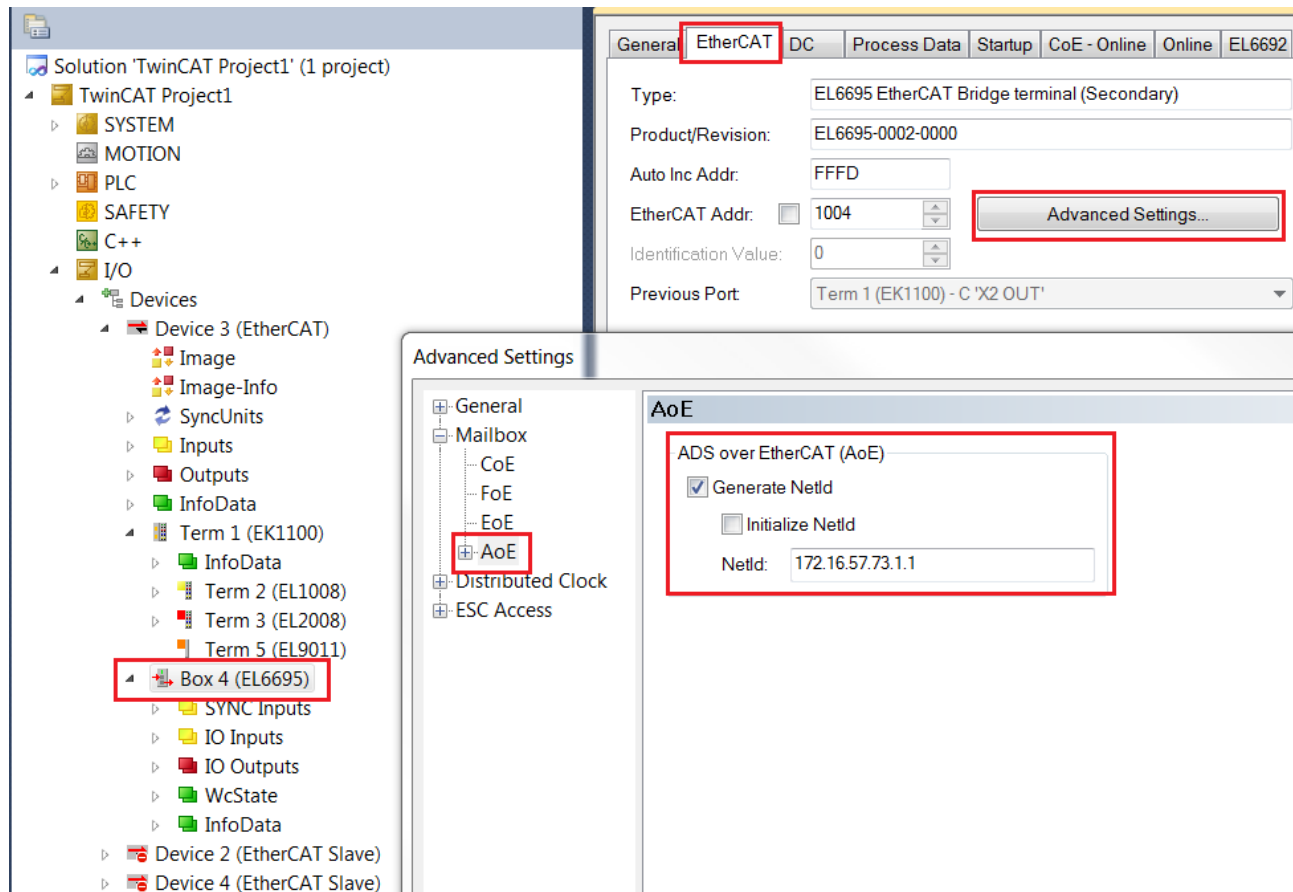 Solution 'TwinCAT Project1' (1 project)
TwinCAT Project1
SYSTEM
MOTION
PLC
SAFETY
C++
I/O
Devices
Device 3 (EtherCAT)
Image
Image-Info
SyncUnits
Inputs
Outputs
InfoData
Term 1 (EK1100)
InfoData
Term 2 (EL1008)
Term 3 (EL2008)
Term 5 (EL9011)
Box 4 (EL6695)
SYNC Inputs
IO Inputs
IO Outputs
WcState
InfoData
Device 2 (EtherCAT Slave)
Device 4 (EtherCAT Slave)
General EtherCAT DC Process Data Startup CoE - Online Online EL6692
Type: EL6695 EtherCAT Bridge terminal (Secondary)
Product/Revision: EL6695-0002-0000
Auto Inc Addr: FFFD
EtherCAT Addr: 1004 Advanced Settings...
Identification Value: 0
Previous Port: Term 1 (EK1100) - C 'X2 OUT'
Advanced Settings
General
Mailbox
CoE
FoE
EoE
AoE
Distributed Clock
ESC Access
AoE
ADS over EtherCAT (AoE)
Generate NetId
Initialize NetId
NetId: 172.16.57.73.1.1